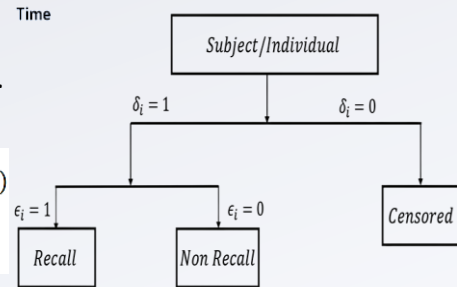 Time
Subject/Individual
.
δᵢ = 1
δᵢ = 0
)
ϵᵢ = 1
ϵᵢ = 0
Censored
Recall
Non Recall